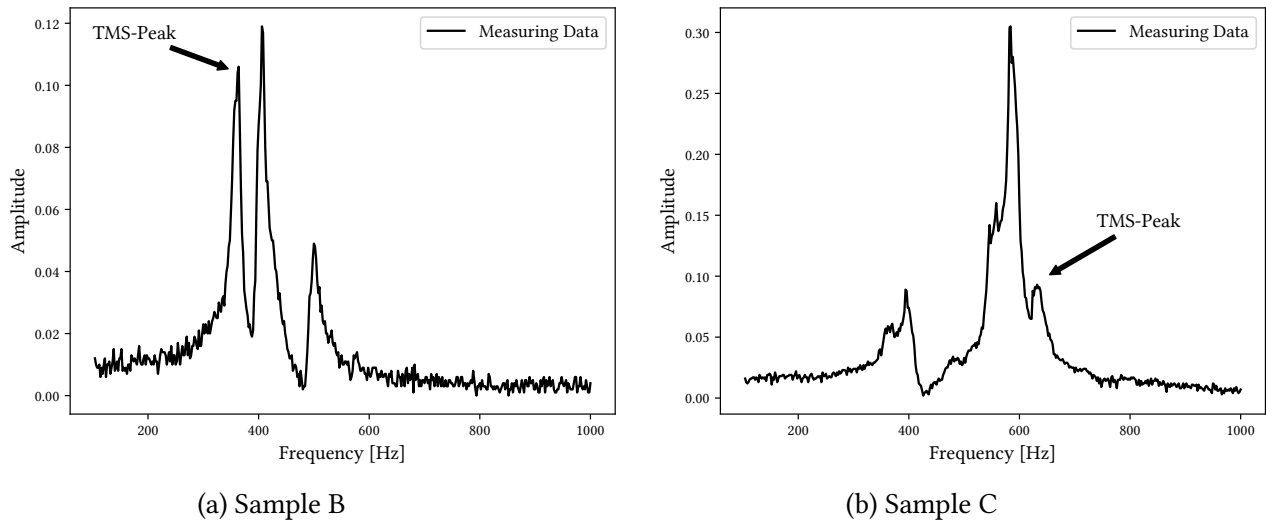 TMS-Peak
Measuring Data
Amplitude
0.12
0.10
0.08
0.06
0.04
0.02
0.00
200 400 600 800 1000
Frequency [Hz]
(a) Sample B
Measuring Data
TMS-Peak
Amplitude
0.30
0.25
0.20
0.15
0.10
0.05
0.00
200 400 600 800 1000
Frequency [Hz]
(b) Sample C